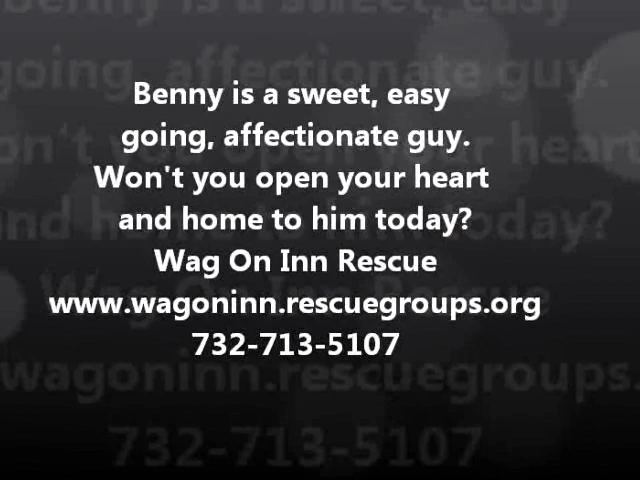 Benny is a sweet, easy
going, affectionate guy.
Won't you open your heart
and home to him today?
Wag On Inn Rescue
www.wagoninn.rescuegroups.org
732-713-5107